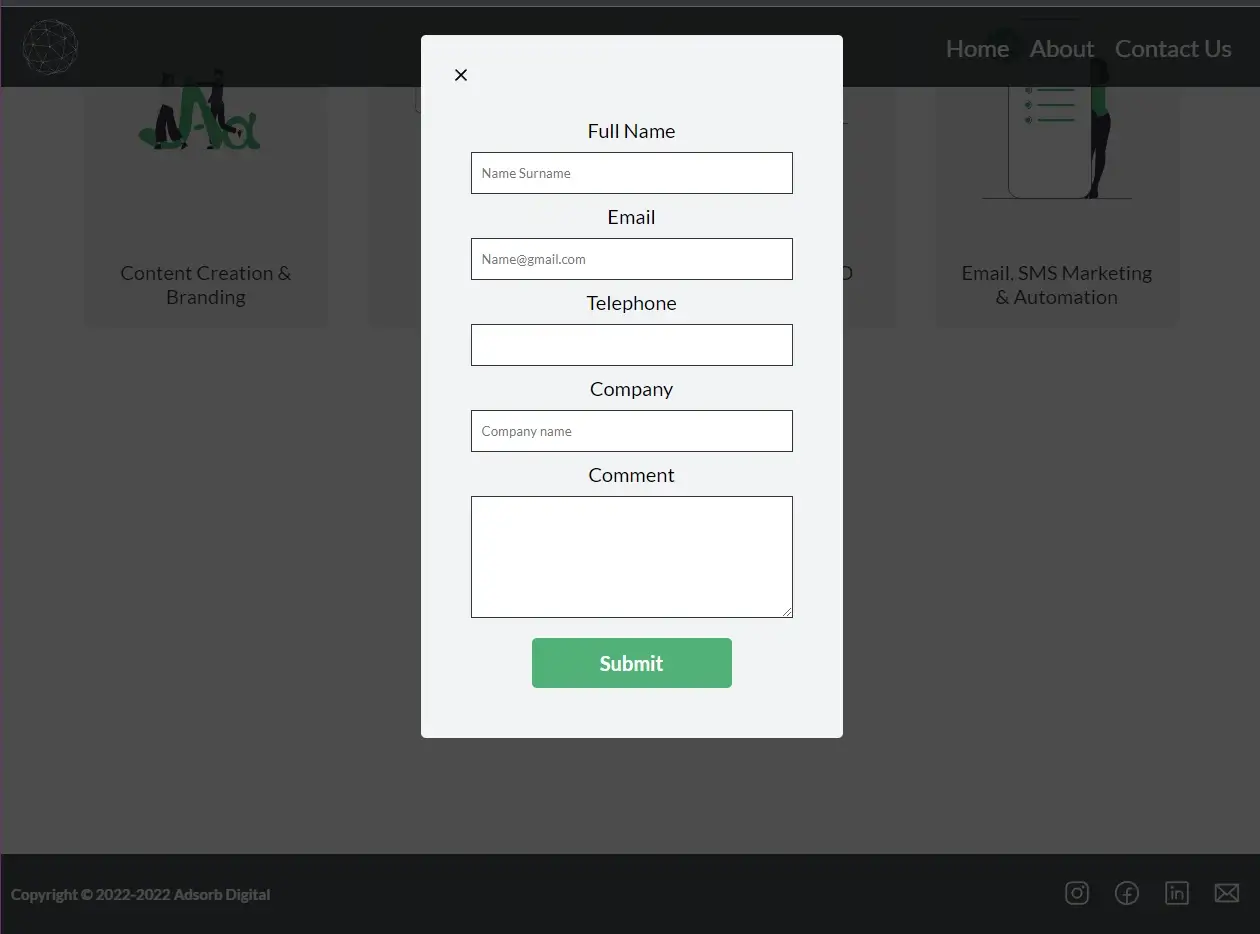 Home About Contact Us
Full Name
Name Surname
Email
Name@gmail.com
Telephone
Company
Company name
Comment
Submit
Content Creation &
Branding
Email, SMS Marketing
& Automation
Copyright © 2022-2022 Adsorb Digital